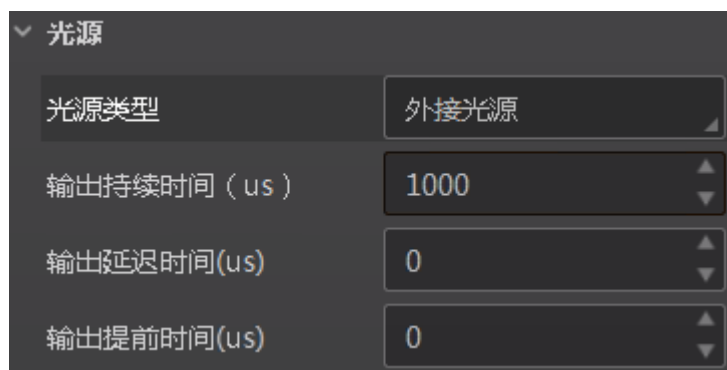 光源
光源类型 外接光源
输出持续时间（us） 1000
输出延迟时间(us) 0
输出提前时间(us) 0